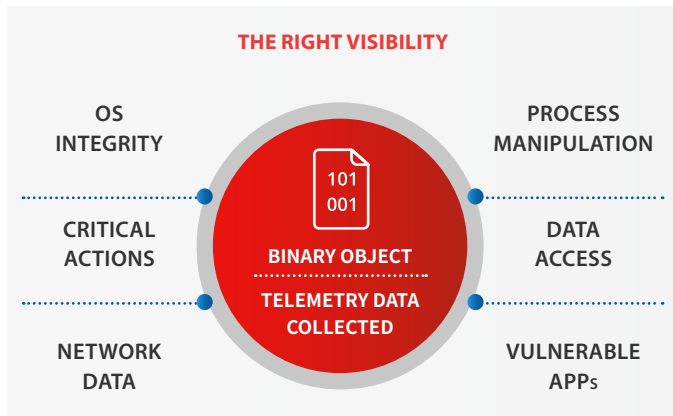 THE RIGHT VISIBILITY
OS
INTEGRITY
CRITICAL
ACTIONS
NETWORK
DATA
101
001
BINARY OBJECT
TELEMETRY DATA
COLLECTED
PROCESS
MANIPULATION
DATA
ACCESS
VULNERABLE
APPs